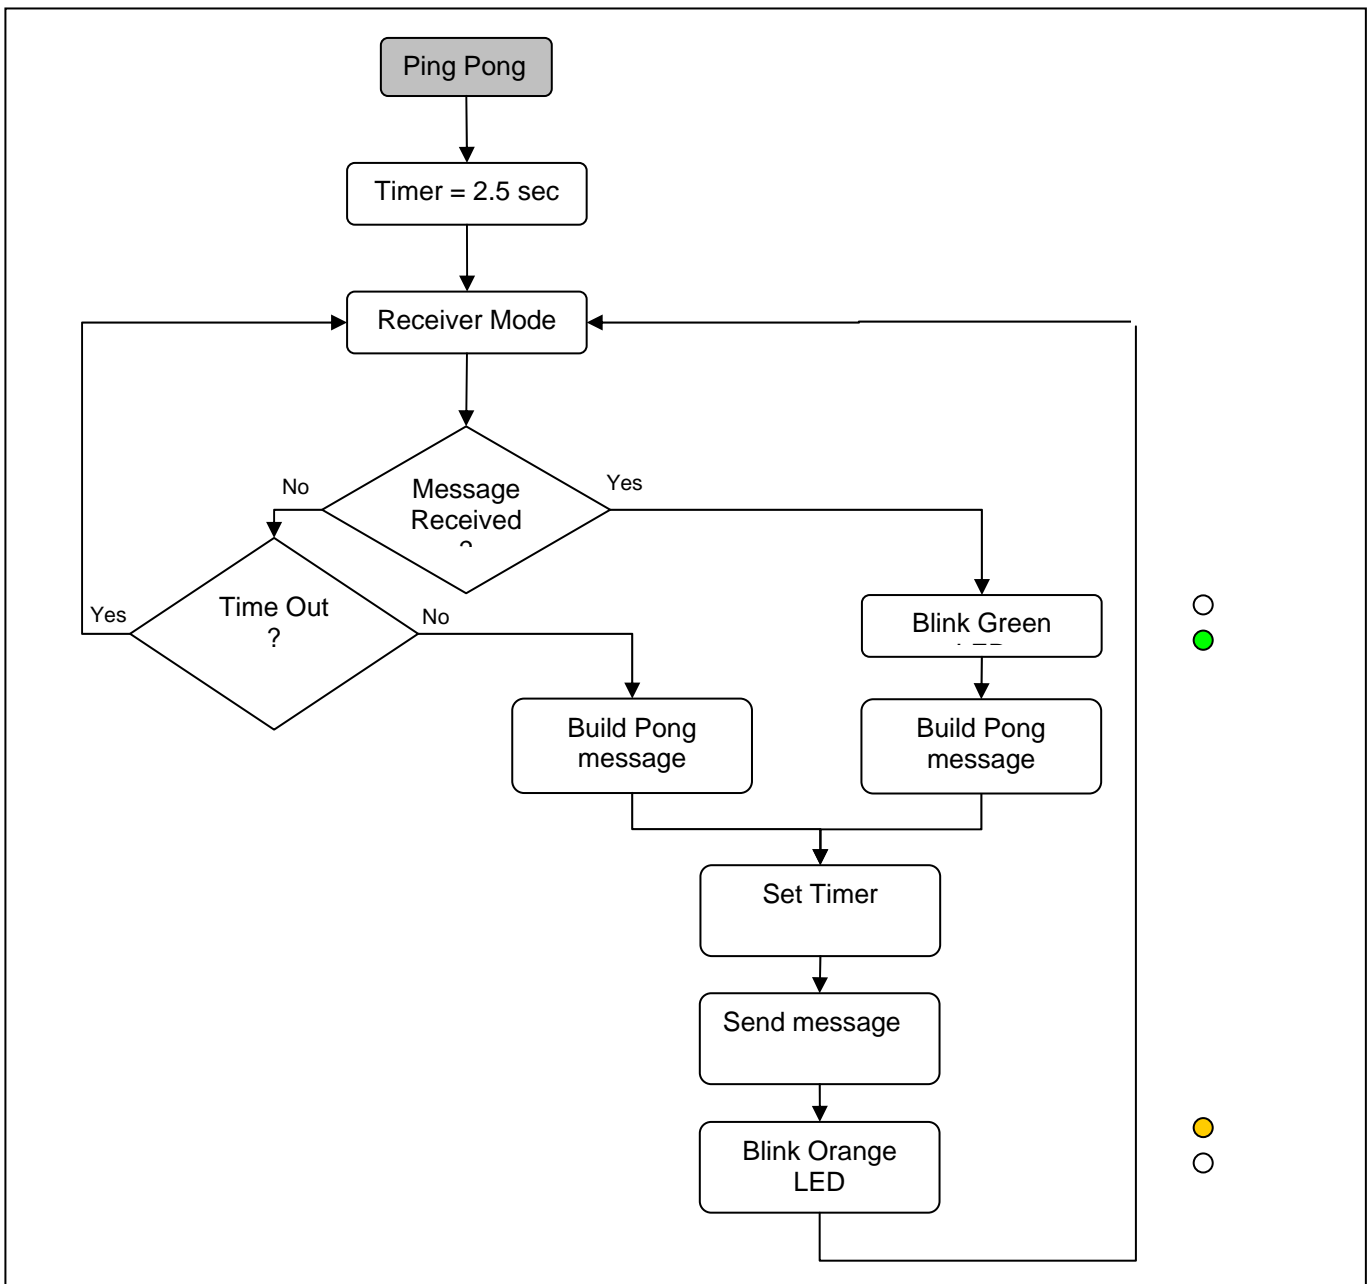 Ping Pong
Timer = 2.5 sec
Receiver Mode
No
Message
Received
Yes
Time Out
?
Yes
No
Blink Green
Build Pong
message
Build Pong
message
Set Timer
Send message
Blink Orange
LED